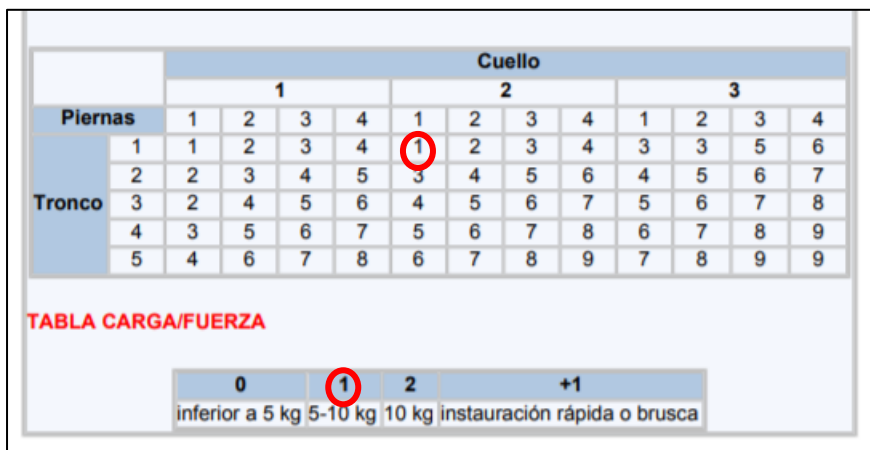 Cuello
1 2 3
Piernas 1 2 3 4 1 2 3 4 1 2 3 4
1 1 2 3 4 1 2 3 4 3 3 5 6
2 2 3 4 5 3 4 5 6 4 5 6 7
Tronco 3 2 4 5 6 4 5 6 7 5 6 7 8
4 3 5 6 7 5 6 7 8 6 7 8 9
5 4 6 7 8 6 7 8 9 7 8 9 9
TABLA CARGA/FUERZA
0 1 2 +1
inferior a 5 kg 5-10 kg 10 kg instauración rápida o brusca